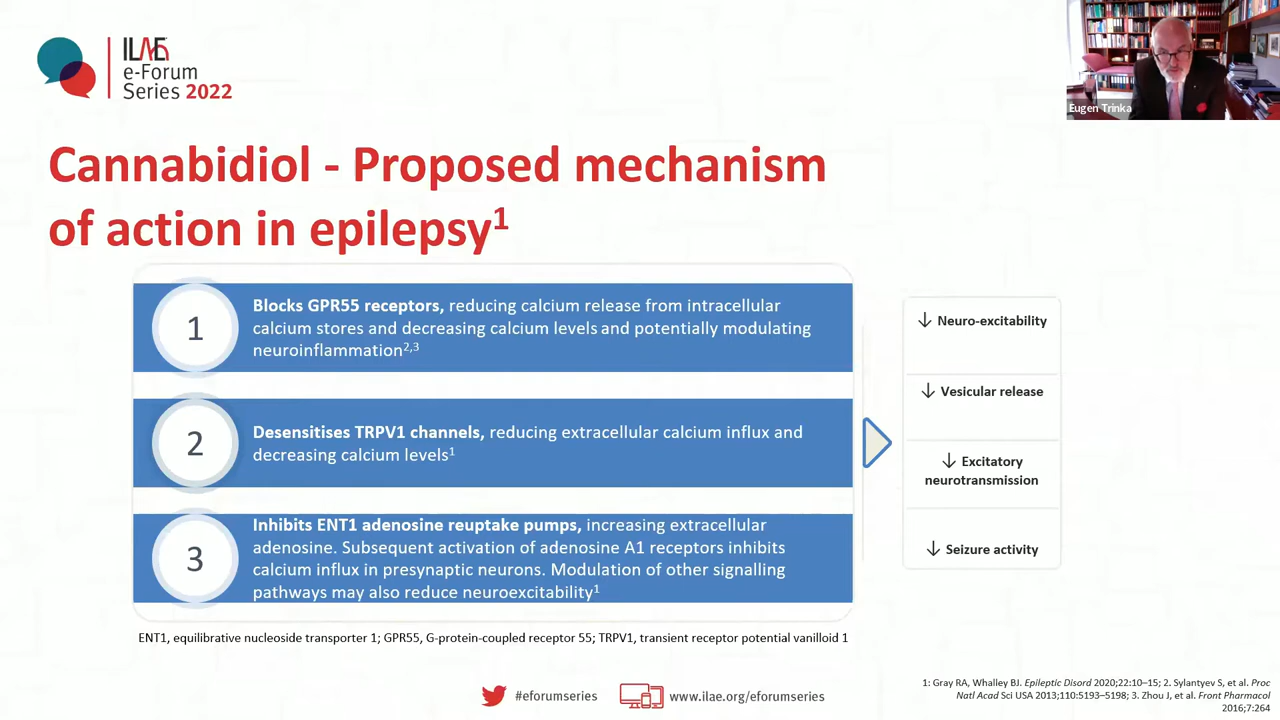 ILAE
e-Forum
Series 2022
Eugen Trinka
Cannabidiol - Proposed mechanism
of action in epilepsy¹
1
Blocks GPR55 receptors, reducing calcium release from intracellular
calcium stores and decreasing calcium levels and potentially modulating
neuroinflammation²,³
2
Desensitises TRPV1 channels, reducing extracellular calcium influx and
decreasing calcium levels¹
3
Inhibits ENT1 adenosine reuptake pumps, increasing extracellular
adenosine. Subsequent activation of adenosine A1 receptors inhibits
calcium influx in presynaptic neurons. Modulation of other signalling
pathways may also reduce neuroexcitability¹
↓ Neuro-excitability
↓ Vesicular release
↓ Excitatory
neurotransmission
↓ Seizure activity
ENT1, equilibrative nucleoside transporter 1; GPR55, G-protein-coupled receptor 55; TRPV1, transient receptor potential vanilloid 1
#eforumseries
www.ilae.org/eforumseries
1: Gray RA, Whalley BJ. Epileptic Disord 2020;22:10–15; 2. Sylantyev S, et al. Proc
Natl Acad Sci USA 2013;110:5193–5198; 3. Zhou J, et al. Front Pharmacol
2016;7:264